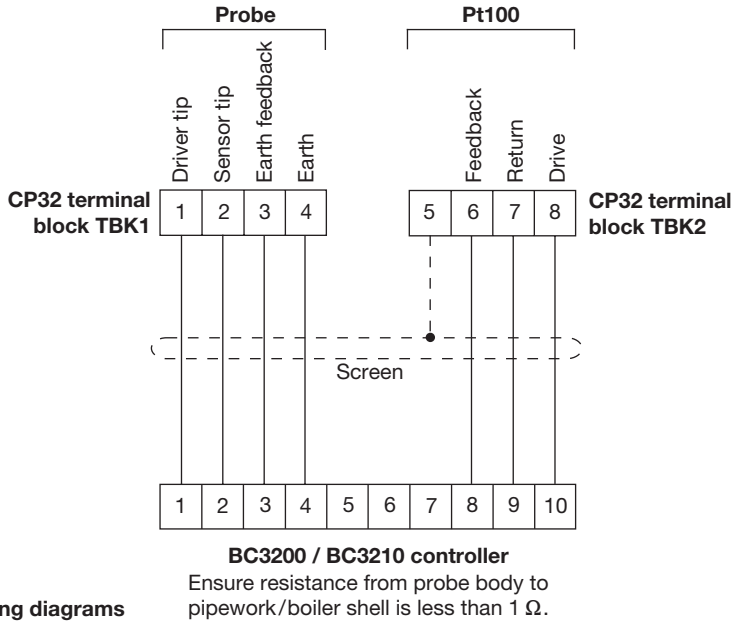 Probe
Pt100
Driver tip
Sensor tip
Earth feedback
Earth
Feedback
Return
Drive
CP32 terminal
block TBK1
1 2 3 4
5 6 7 8
CP32 terminal
block TBK2
Screen
1 2 3 4 5 6 7 8 9 10
BC3200 / BC3210 controller
Ensure resistance from probe body to
pipework/boiler shell is less than 1 Ω.
diagrams